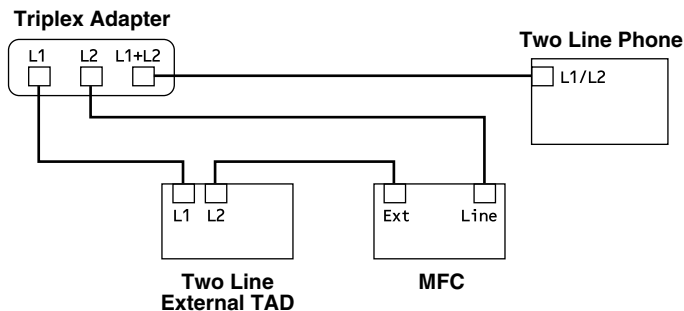 Triplex Adapter
L1 L2 L1+L2
Two Line Phone
L1/L2
L1 L2
Ext Line
Two Line
External TAD
MFC